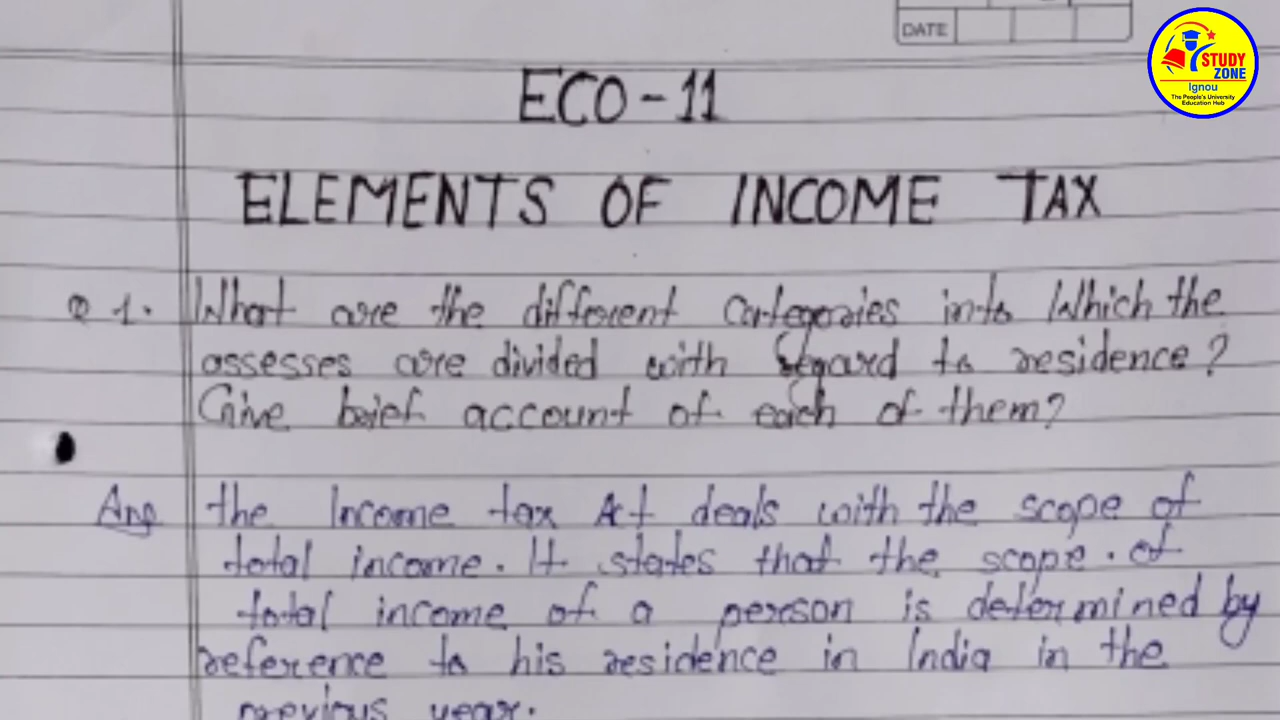 DATE
STUDY
ZONE
Ignou
The People's University
Education Hub
ECO-11
ELEMENTS OF INCOME TAX
Q 1. What are the different Categories into Which the
assesses are divided with regard to residence?
Give brief account of each of them?
Ans the Income tax Act deals with the scope of
total income. It states that the scope. of
total income of a person is determined by
reference to his residence in India in the
previous year.